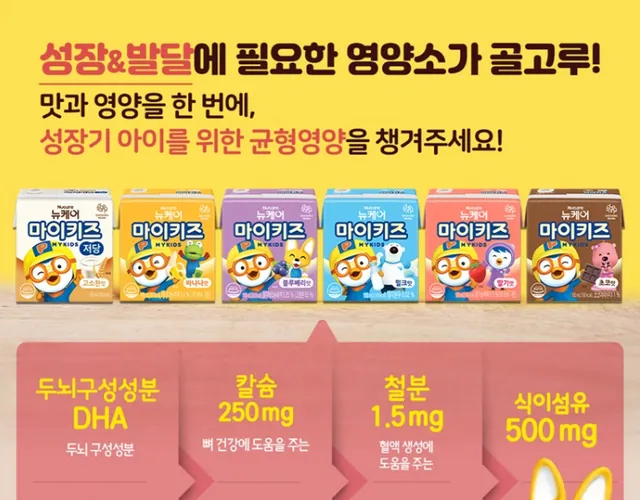 성장&발달에 필요한 영양소가 골고루!
맛과 영양을 한 번에,
성장기 아이를 위한 균형영양을 챙겨주세요!
Nucare
뉴케어
마이키즈
MYKIDS
저당
고소한맛
Nucare
뉴케어
마이키즈
MYKIDS
바나나맛
Nucare
뉴케어
마이키즈
MYKIDS
블루베리맛
Nucare
뉴케어
마이키즈
MYKIDS
밀크맛
Nucare
뉴케어
마이키즈
MYKIDS
딸기맛
Nucare
뉴케어
마이키즈
MYKIDS
초코맛
두뇌구성성분
DHA
두뇌 구성성분
칼슘
250mg
뼈 건강에 도움을 주는
철분
1.5mg
혈액 생성에
도움을 주는
식이섬유
500mg